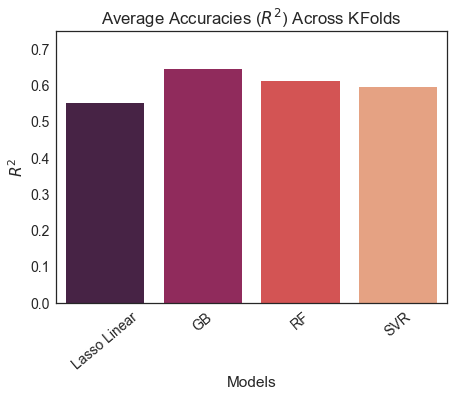 Average Accuracies ($R^2$) Across KFolds
0.7
0.6
0.5
0.4
0.3
0.2
0.1
0.0
$R^2$
Lasso Linear
GB
RF
SVR
Models